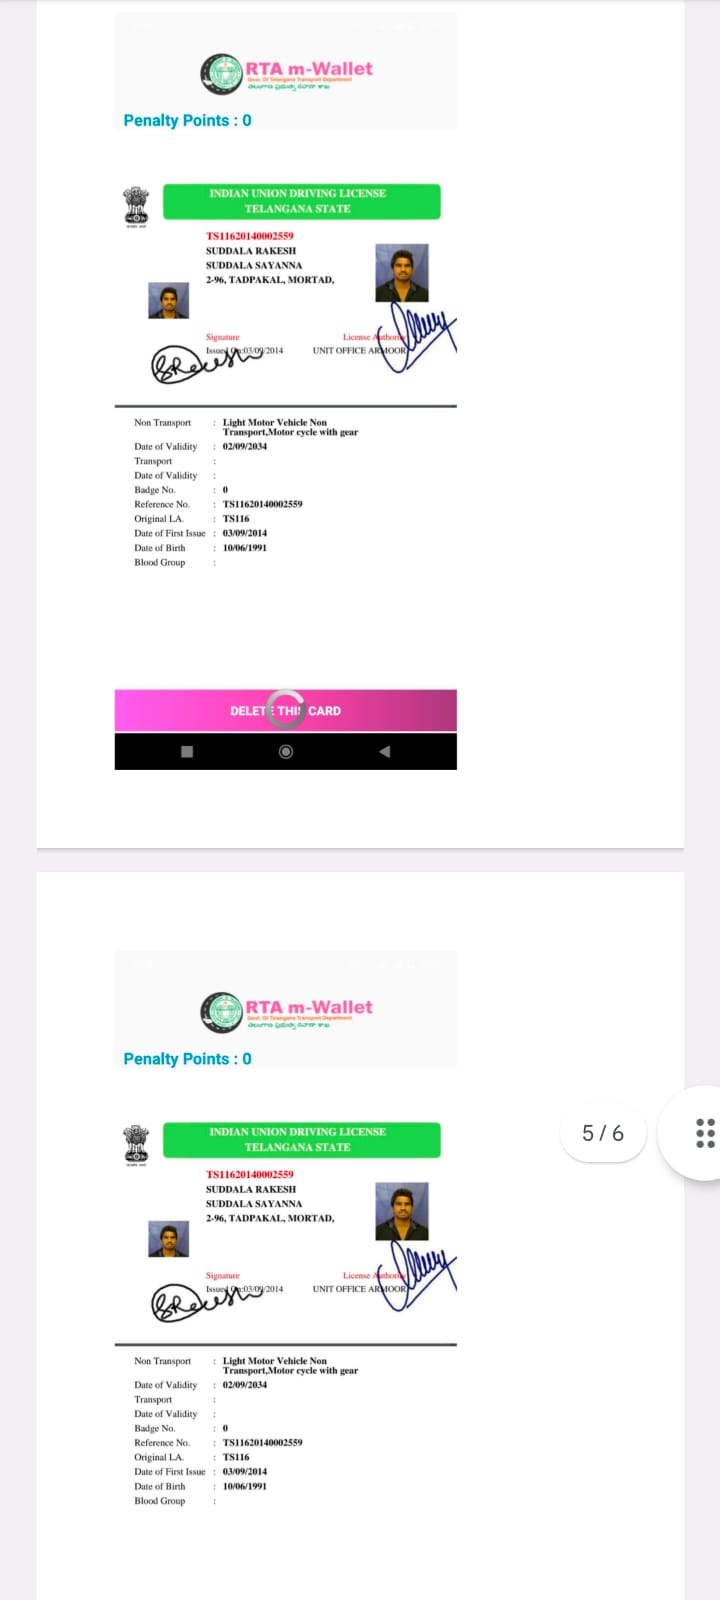 RTA m-Wallet
Govt. Of Telangana Transport Department
Penalty Points : 0
INDIAN UNION DRIVING LICENSE
TELANGANA STATE
TS11620140002559
SUDDALA RAKESH
SUDDALA SAYANNA
2-96, TADPAKAL, MORTAD,
Signature
License Authority
Issued On:03/09/2014
UNIT OFFICE ARMOOR
Non Transport : Light Motor Vehicle Non
Transport,Motor cycle with gear
Date of Validity : 02/09/2034
Transport :
Date of Validity :
Badge No. : 0
Reference No. : TS11620140002559
Original LA. : TS116
Date of First Issue : 03/09/2014
Date of Birth : 10/06/1991
Blood Group :
DELETE THIS CARD
RTA m-Wallet
Govt. Of Telangana Transport Department
Penalty Points : 0
5 / 6
INDIAN UNION DRIVING LICENSE
TELANGANA STATE
TS11620140002559
SUDDALA RAKESH
SUDDALA SAYANNA
2-96, TADPAKAL, MORTAD,
Signature
License Authority
Issued On:03/09/2014
UNIT OFFICE ARMOOR
Non Transport : Light Motor Vehicle Non
Transport,Motor cycle with gear
Date of Validity : 02/09/2034
Transport :
Date of Validity :
Badge No. : 0
Reference No. : TS11620140002559
Original LA. : TS116
Date of First Issue : 03/09/2014
Date of Birth : 10/06/1991
Blood Group :